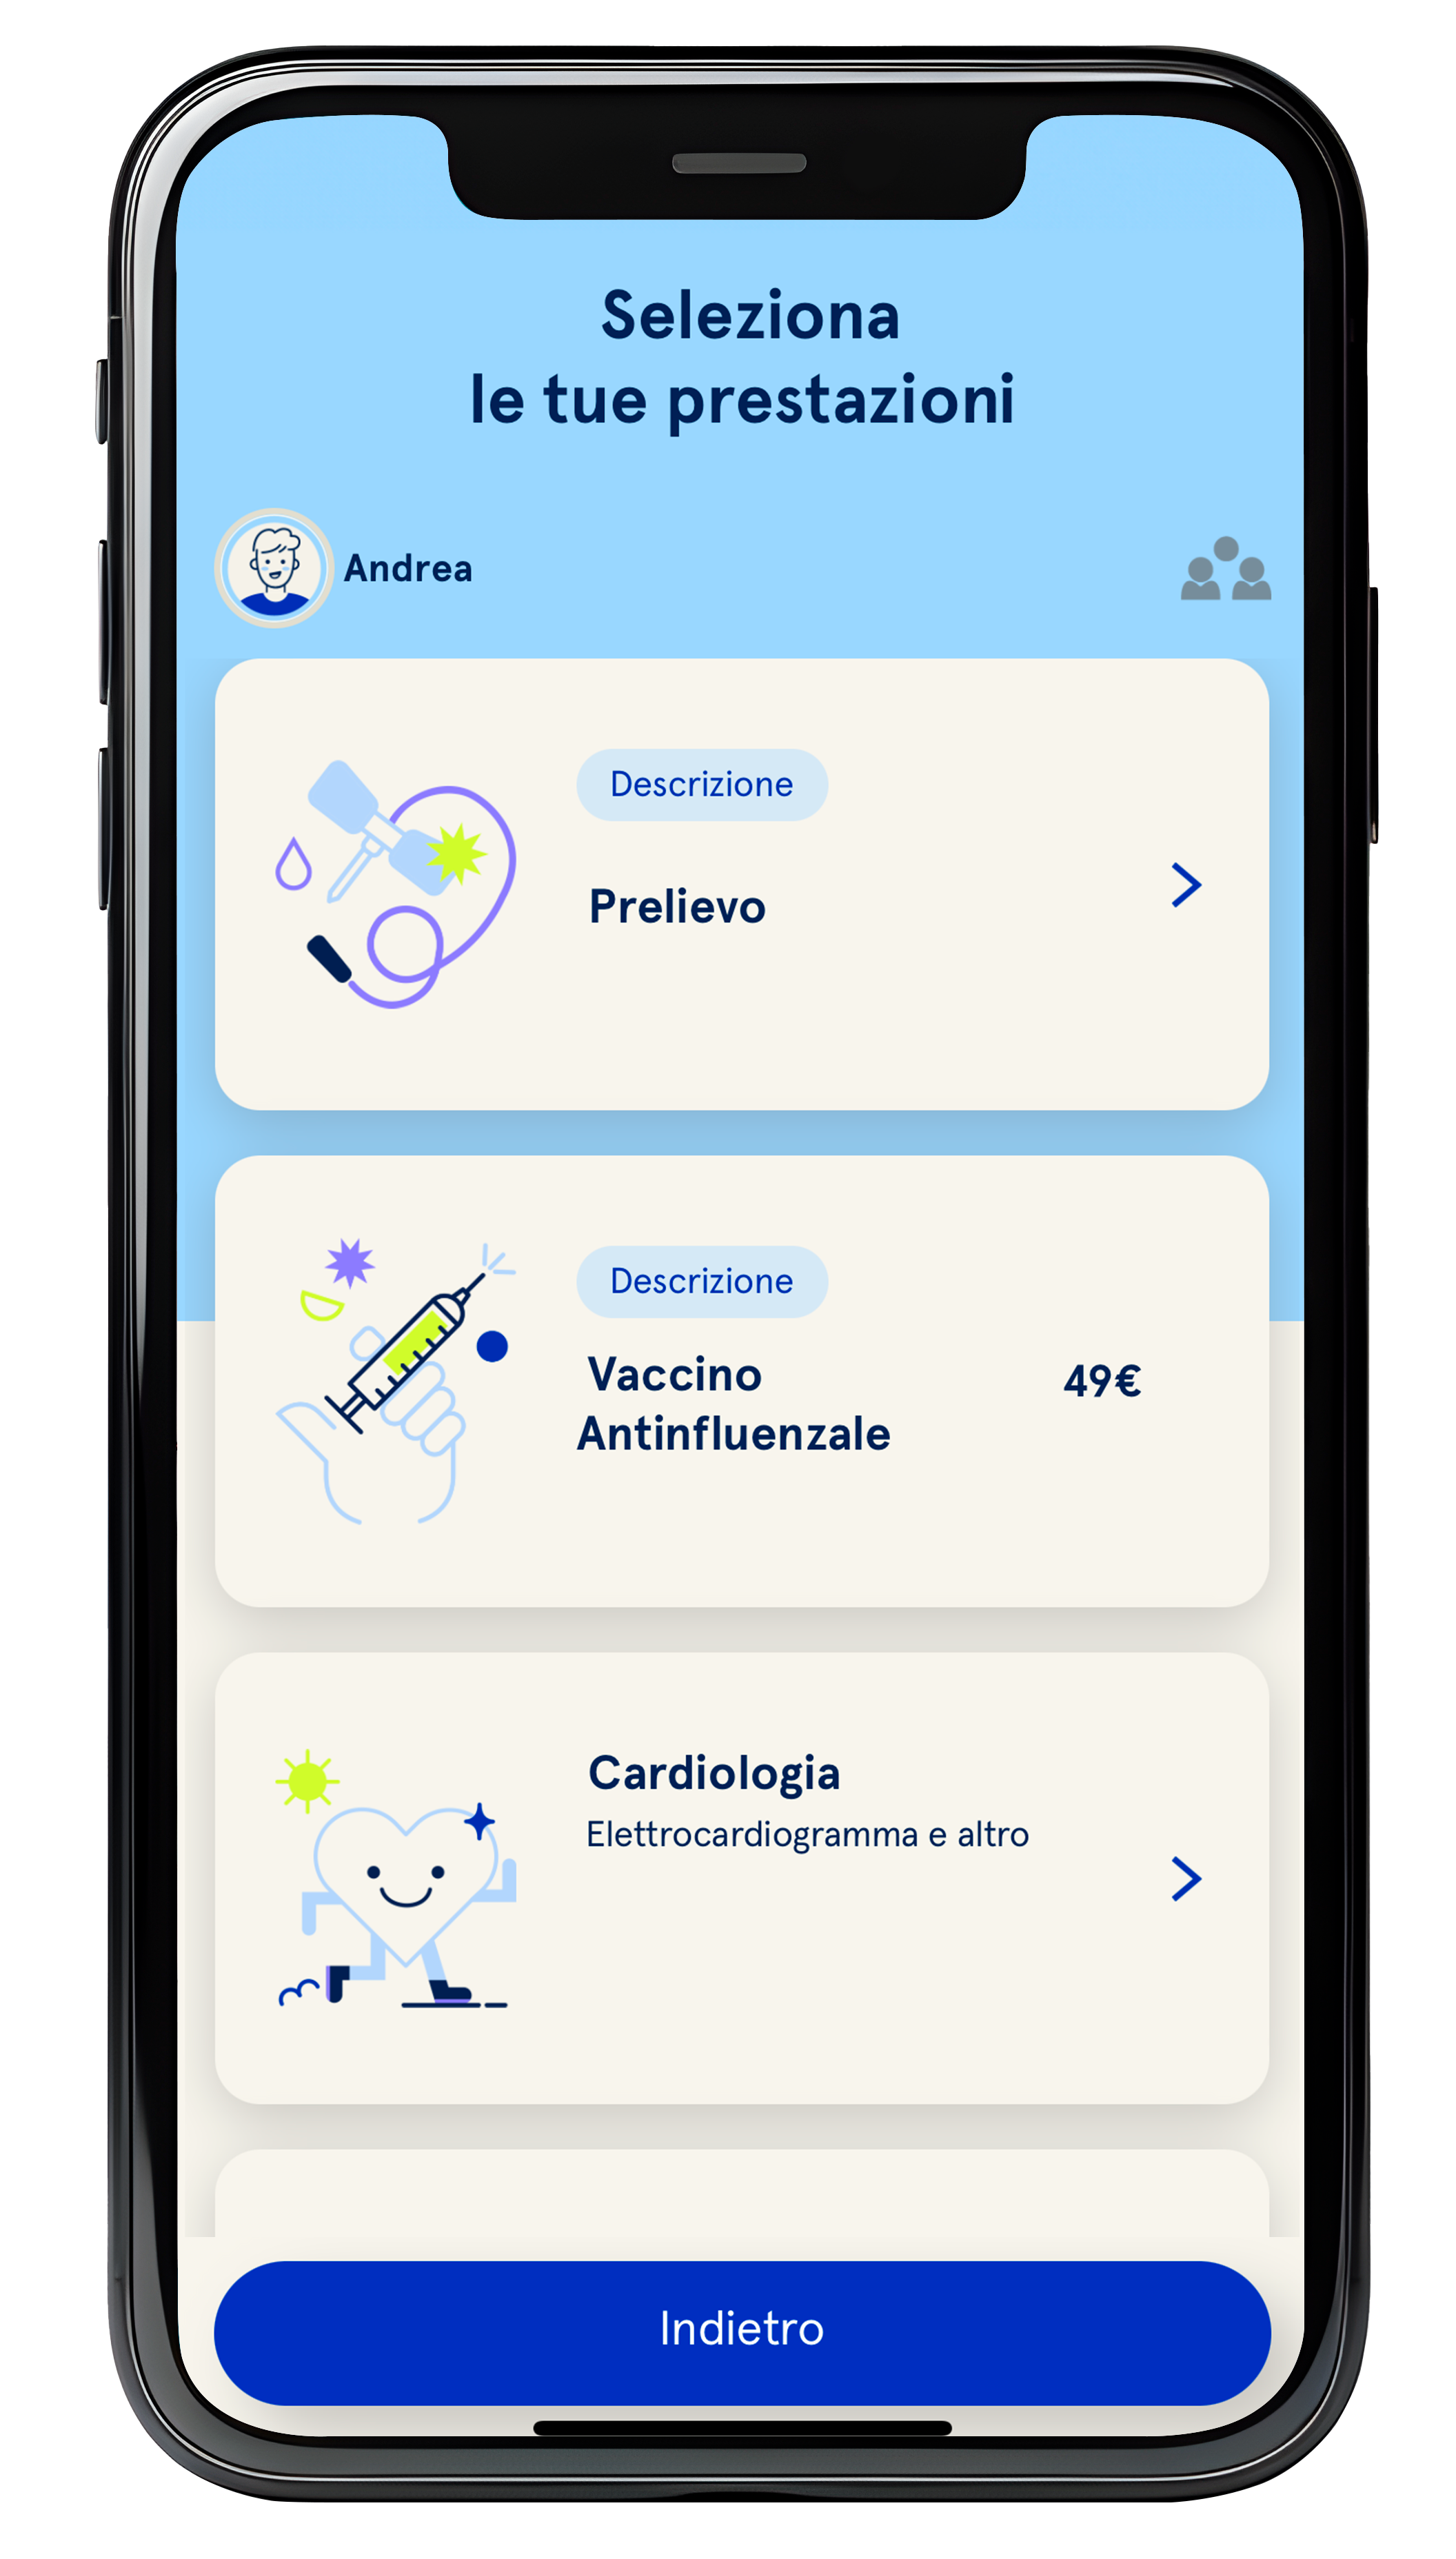 Seleziona
le tue prestazioni
Andrea
Descrizione
Prelievo
Descrizione
Vaccino
Antinfluenzale
49€
Cardiologia
Elettrocardiogramma e altro
Indietro